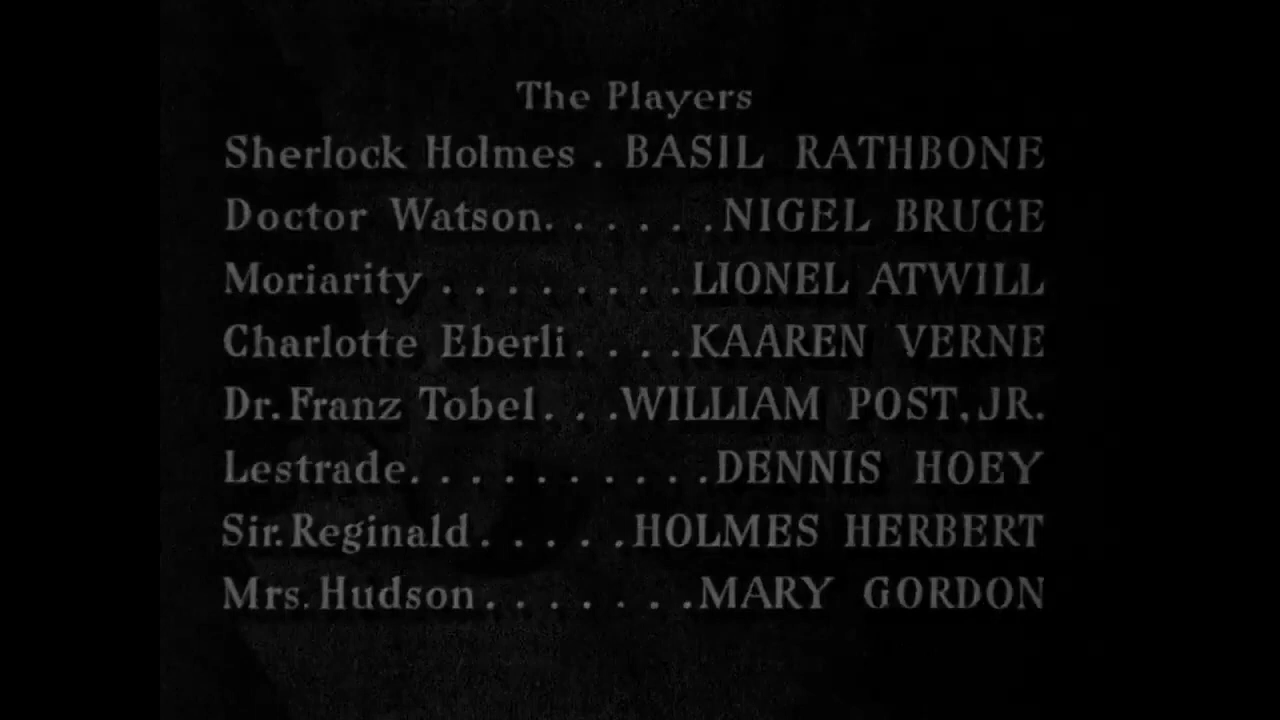 The Players
Sherlock Holmes . BASIL RATHBONE
Doctor Watson. . . . . . NIGEL BRUCE
Moriarity . . . . . . . . LIONEL ATWILL
Charlotte Eberli . . . . KAAREN VERNE
Dr. Franz Tobel . . . WILLIAM POST, JR.
Lestrade. . . . . . . . . . DENNIS HOEY
Sir. Reginald . . . . . HOLMES HERBERT
Mrs. Hudson . . . . . . . MARY GORDON